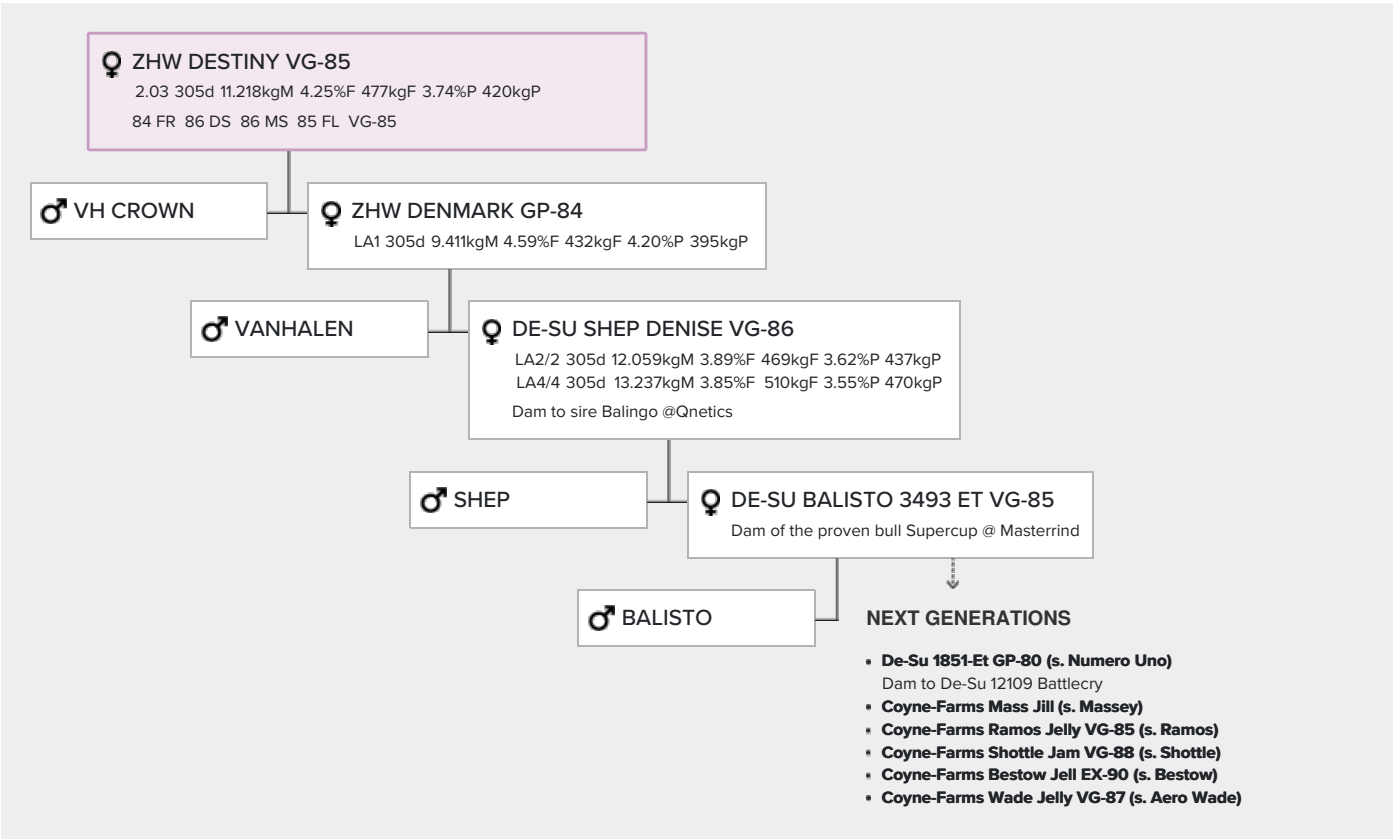 ZHW DESTINY VG-85
2.03 305d 11.218kgM 4.25%F 477kgF 3.74%P 420kgP
84 FR 86 DS 86 MS 85 FL VG-85
VH CROWN
ZHW DENMARK GP-84
LA1 305d 9.411kgM 4.59%F 432kgF 4.20%P 395kgP
VANHALEN
DE-SU SHEP DENISE VG-86
LA2/2 305d 12.059kgM 3.89%F 469kgF 3.62%P 437kgP
LA4/4 305d 13.237kgM 3.85%F 510kgF 3.55%P 470kgP
Dam to sire Balingo @Qnetics
SHEP
DE-SU BALISTO 3493 ET VG-85
Dam of the proven bull Supercup @ Masterrind
BALISTO
NEXT GENERATIONS
• De-Su 1851-Et GP-80 (s. Numero Uno)
Dam to De-Su 12109 Battlecry
• Coyne-Farms Mass Jill (s. Massey)
• Coyne-Farms Ramos Jelly VG-85 (s. Ramos)
• Coyne-Farms Shottle Jam VG-88 (s. Shottle)
• Coyne-Farms Bestow Jell EX-90 (s. Bestow)
• Coyne-Farms Wade Jelly VG-87 (s. Aero Wade)